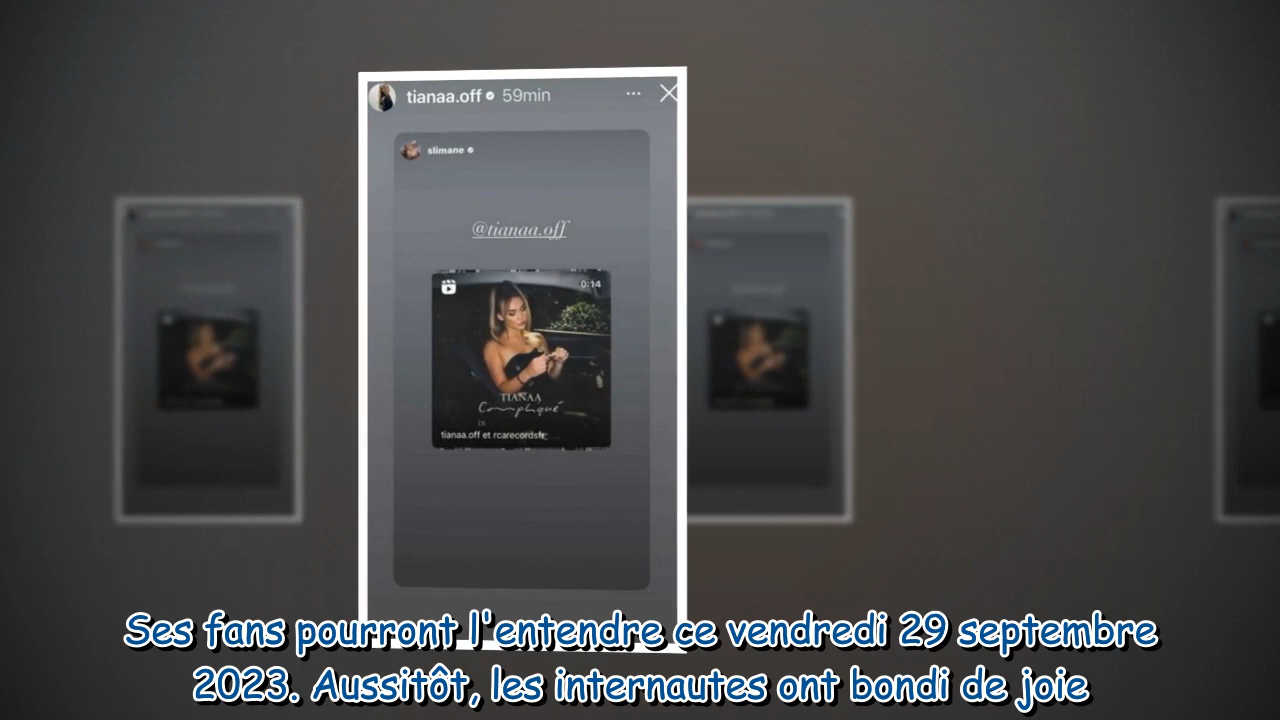 tianaa.off 59min
slimane
@tianaa.off
0:14
TIANAA
Compliqué
tianaa.off et rcarecordsfr
Ses fans pourront l'entendre ce vendredi 29 septembre
2023. Aussitôt, les internautes ont bondi de joie